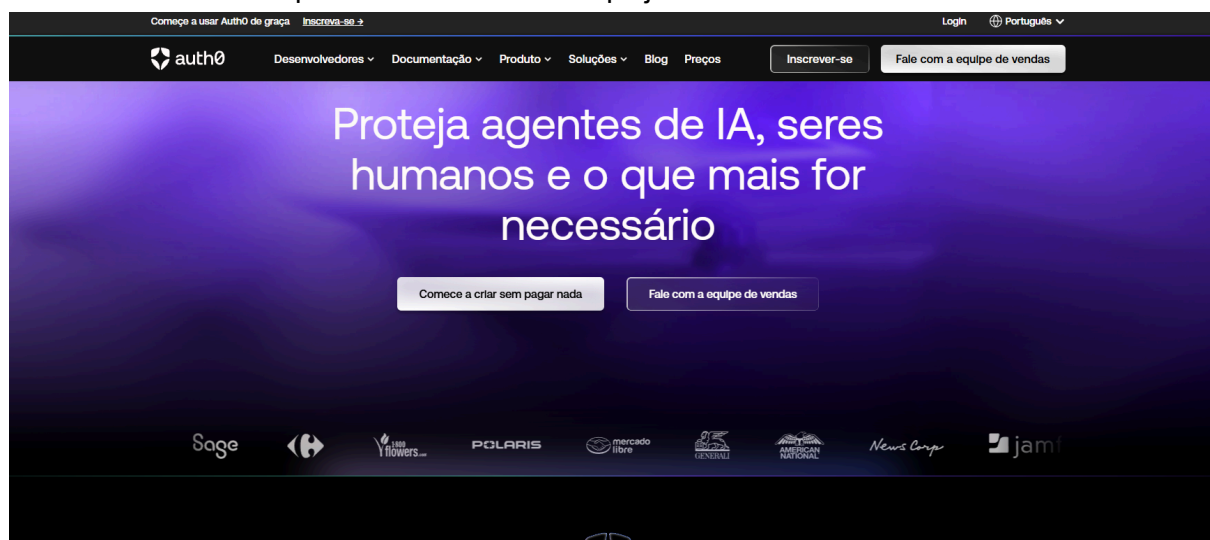 Começe a usar Auth0 de graça Inscreva-se →
Login Português
auth0 Desenvolvedores Documentação Produto Soluções Blog Preços Inscrever-se Fale com a equipe de vendas
Proteja agentes de IA, seres
humanos e o que mais for
necessário
Comece a criar sem pagar nada Fale com a equipe de vendas
Sage
1800
flowers.com
POLARIS
mercado
libre
GENERALI
AMERICAN
NATIONAL
News Corp
jamf